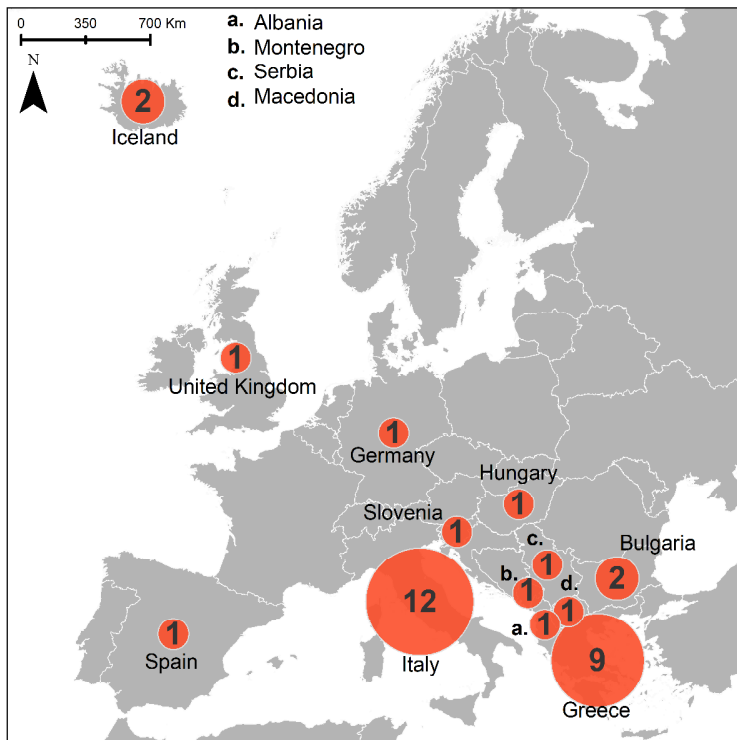 0 350 700 Km
N
a. Albania
b. Montenegro
c. Serbia
d. Macedonia
2
Iceland
1
United Kingdom
1
Germany
Hungary
1
Slovenia
1
c.
Bulgaria
1
2
b.
d.
1
12
1
a.
1
1
Spain
Italy
9
Greece